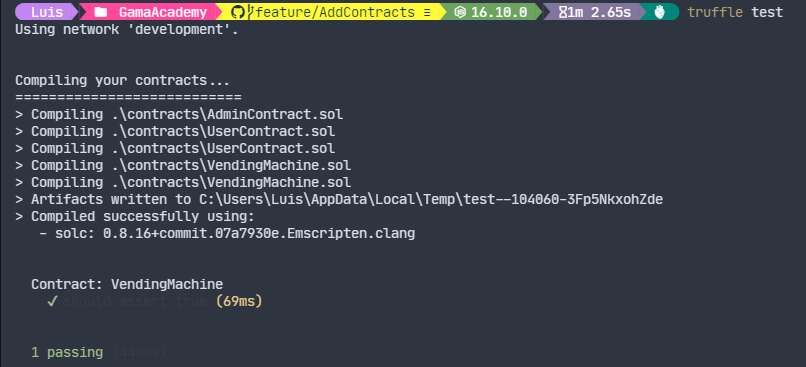 Luis GamaAcademy feature/AddContracts ≡ 16.10.0 1m 2.65s truffle test
Using network 'development'.
Compiling your contracts...
===========================
> Compiling .\contracts\AdminContract.sol
> Compiling .\contracts\UserContract.sol
> Compiling .\contracts\UserContract.sol
> Compiling .\contracts\VendingMachine.sol
> Compiling .\contracts\VendingMachine.sol
> Artifacts written to C:\Users\Luis\AppData\Local\Temp\test--104060-3Fp5NkxohZde
> Compiled successfully using:
- solc: 0.8.16+commit.07a7930e.Emscripten.clang
Contract: VendingMachine
✓ should assert true (69ms)
1 passing (440ms)